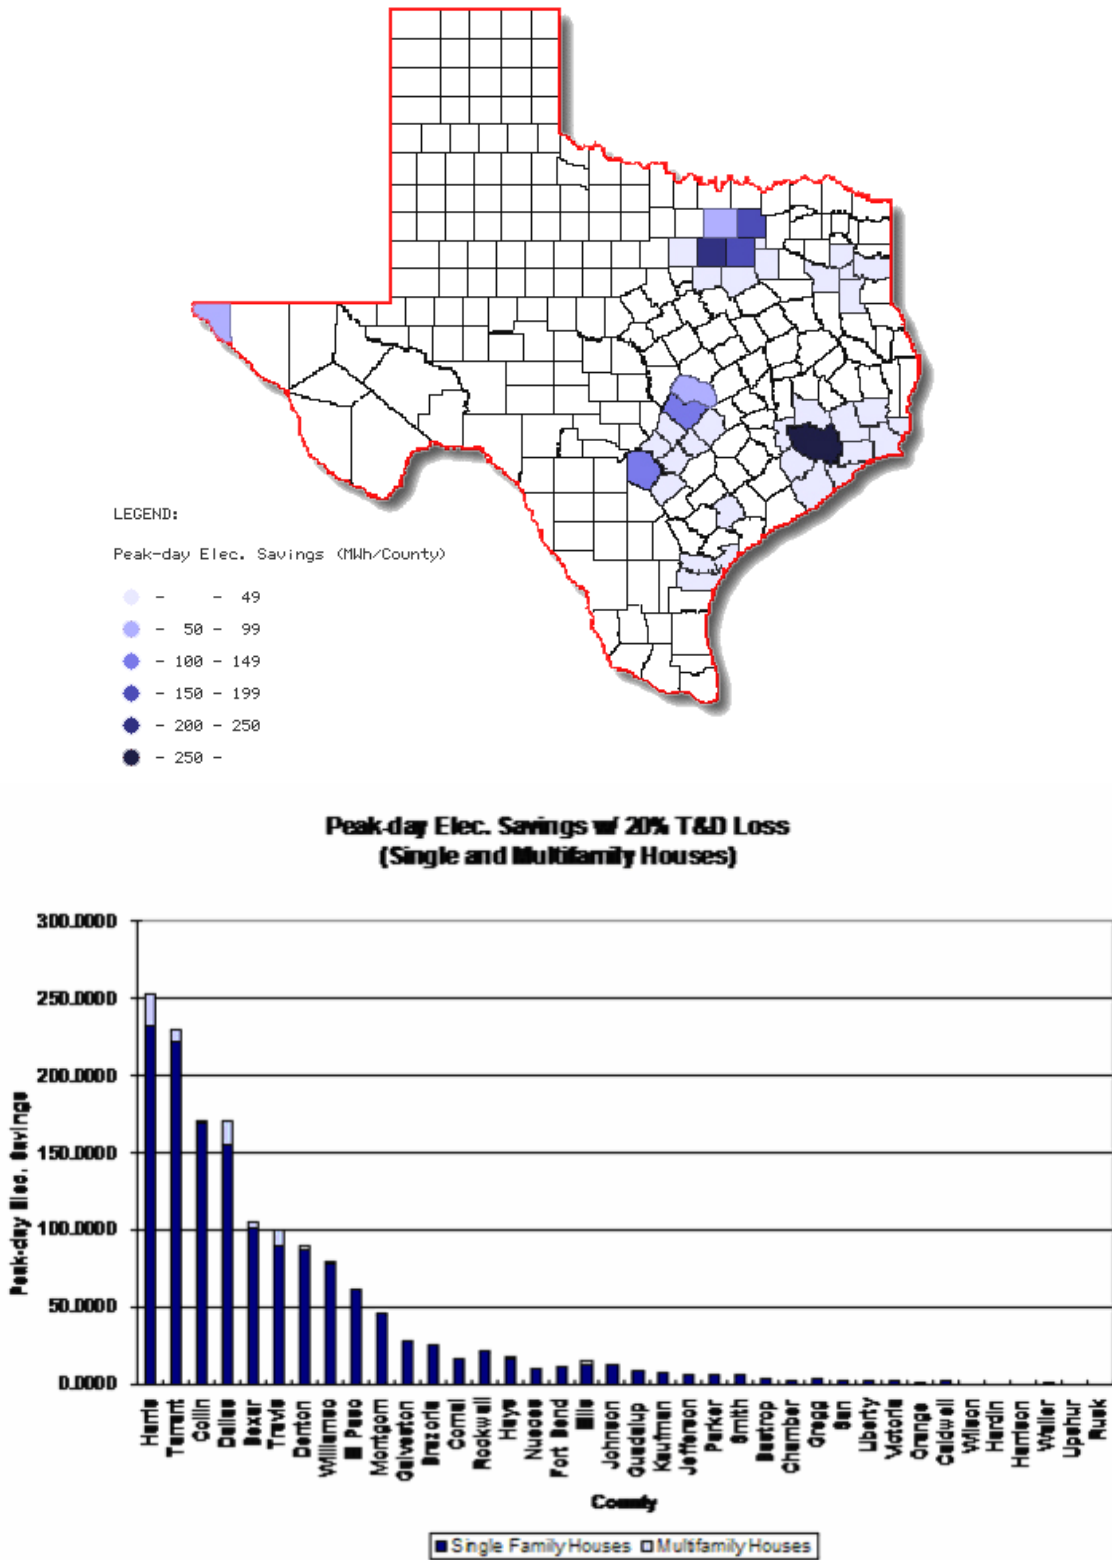 LEGEND:
Peak-day Elec. Savings (MWh/County)
- - 49
- 50 - 99
- 100 - 149
- 150 - 199
- 200 - 250
- 250 -
Peak-day Elec. Savings w/ 20% T&D Loss
(Single and Multifamily Houses)
300.0000
250.0000
200.0000
150.0000
100.0000
50.0000
0.0000
Peak-day Elec. Savings
Harris
Tarrant
Collin
Dallas
Bexar
Travis
Denton
Williamso
El Paso
Montgom
Galveston
Brazoria
Comal
Rockwall
Hays
Nueces
Fort Bend
Ellis
Johnson
Guadalup
Kaufman
Jefferson
Parker
Smith
Bastrop
Chamber
Gregg
San
Liberty
Victoria
Orange
Caldwell
Wilson
Hardin
Harrison
Waller
Upshur
Rusk
County
Single Family Houses
Multifamily Houses